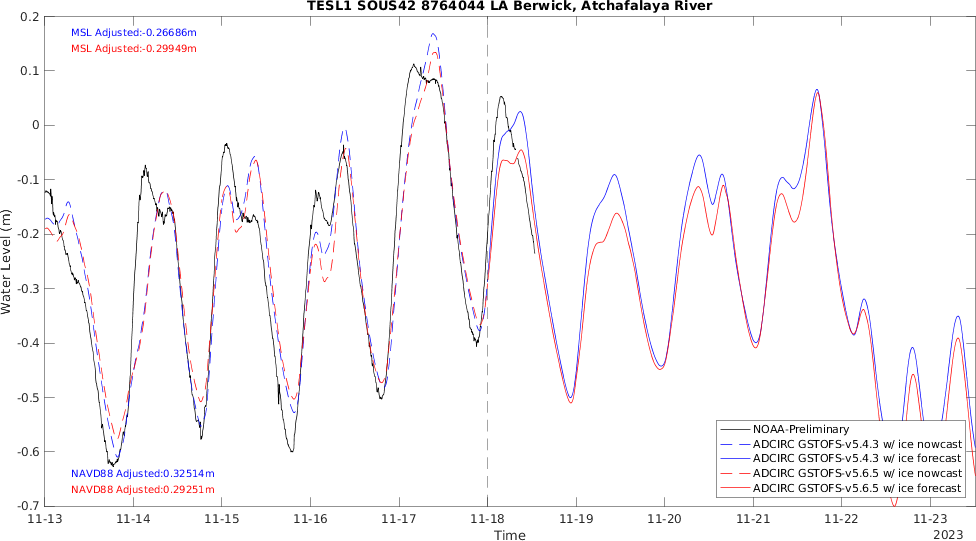 TESL1 SOUS42 8764044 LA Berwick, Atchafalaya River
0.2
0.1
0
-0.1
-0.2
-0.3
-0.4
-0.5
-0.6
-0.7
Water Level (m)
MSL Adjusted:-0.26686m
MSL Adjusted:-0.29949m
NAVD88 Adjusted:0.32514m
NAVD88 Adjusted:0.29251m
NOAA-Preliminary
ADCIRC GSTOFS-v5.4.3 w/ ice nowcast
ADCIRC GSTOFS-v5.4.3 w/ ice forecast
ADCIRC GSTOFS-v5.6.5 w/ ice nowcast
ADCIRC GSTOFS-v5.6.5 w/ ice forecast
11-13 11-14 11-15 11-16 11-17 11-18 11-19 11-20 11-21 11-22 11-23
Time
2023